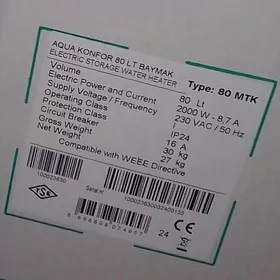 AQUA KONFOR 80 LT BAYMAK
ELECTRIC STORAGE WATER HEATER
Type: 80 MTK
Volume 80 Lt
Electric Power and Current 2000 W - 8,7 A
Supply Voltage / Frequency 230 VAC / 50 Hz
Operating Class I
Protection Class IP24
Circuit Breaker 16 A
Gross Weight 30 kg
Net Weight 27 kg
Compatible with WEEE Directive
100023630
Serial nr
TSE
24
CE